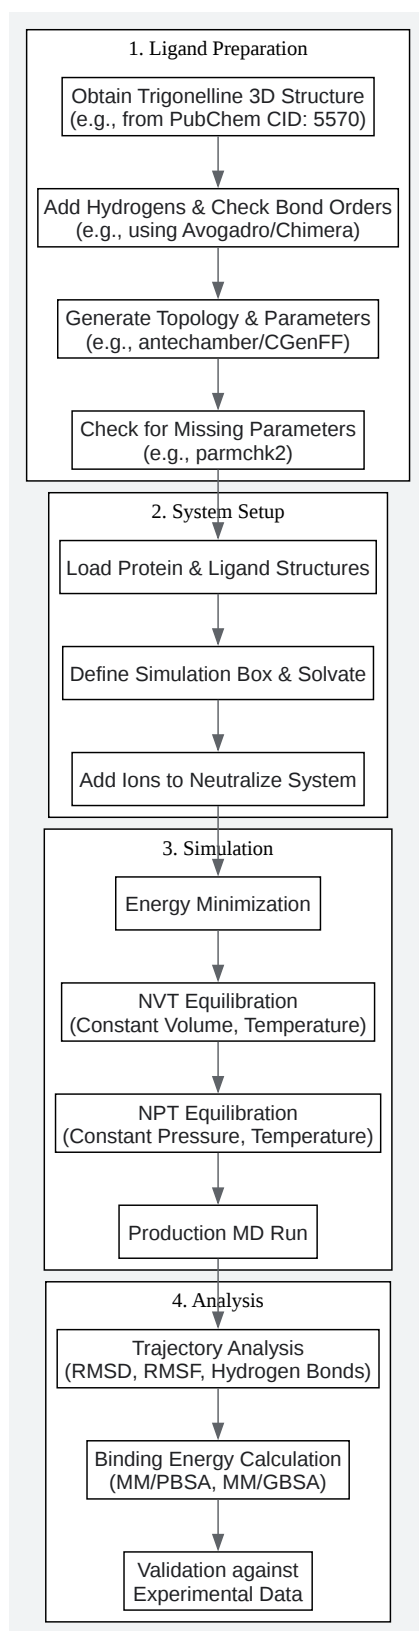 1. Ligand Preparation
Obtain Trigonelline 3D Structure
(e.g., from PubChem CID: 5570)
Add Hydrogens & Check Bond Orders
(e.g., using Avogadro/Chimera)
Generate Topology & Parameters
(e.g., antechamber/CGenFF)
Check for Missing Parameters
(e.g., parmchk2)
2. System Setup
Load Protein & Ligand Structures
Define Simulation Box & Solvate
Add Ions to Neutralize System
3. Simulation
Energy Minimization
NVT Equilibration
(Constant Volume, Temperature)
NPT Equilibration
(Constant Pressure, Temperature)
Production MD Run
4. Analysis
Trajectory Analysis
(RMSD, RMSF, Hydrogen Bonds)
Binding Energy Calculation
(MM/PBSA, MM/GBSA)
Validation against
Experimental Data